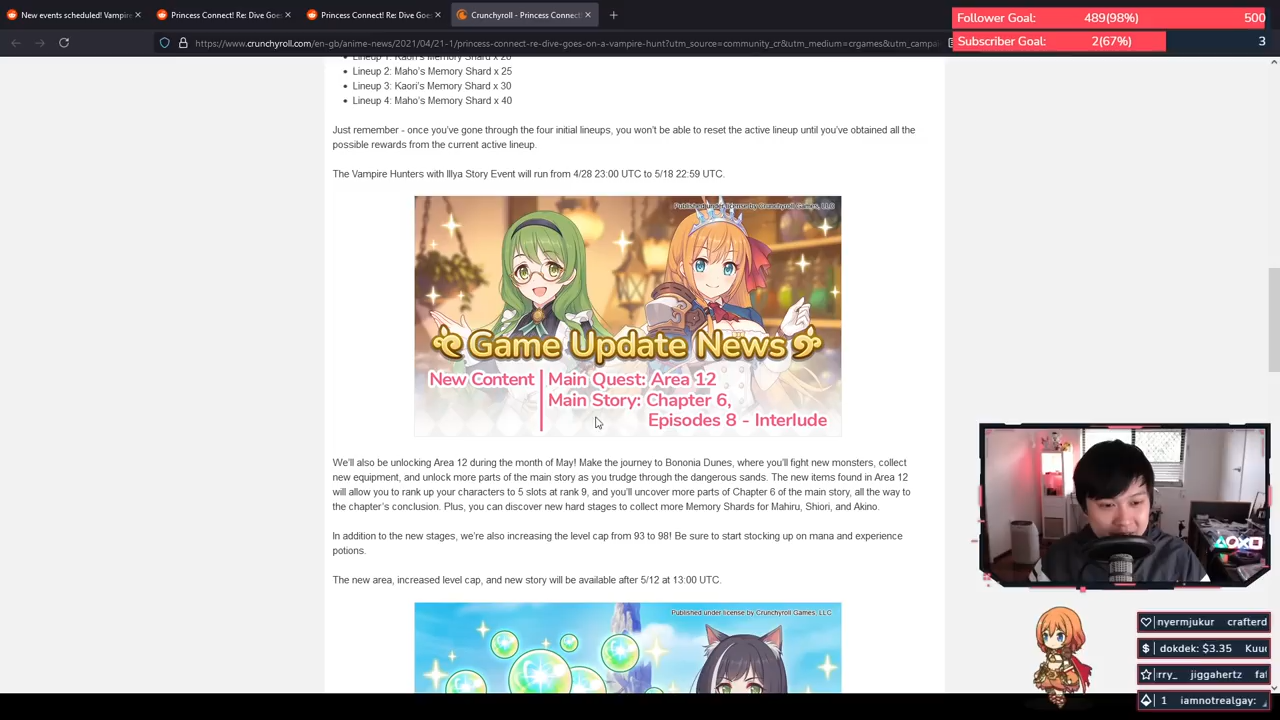 New events scheduled! Vampire
Princess Connect! Re: Dive Goes
Princess Connect! Re: Dive Goes
Crunchyroll - Princess Connect!
https://www.crunchyroll.com/en-gb/anime-news/
/04/21-1/princess-connect-re-dive-goes-on-a-vampire-hunt?utm_source=community_cr&utm_medium=crgames&utm_campa
Follower Goal: 489(98%) 500
Subscriber Goal: 2(67%) 3
Lineup 1: Kaori's Memory Shard x 20
Lineup 2: Maho's Memory Shard x 25
Lineup 3: Kaori's Memory Shard x 30
Lineup 4: Maho's Memory Shard x 40
Just remember - once you've gone through the four initial lineups, you won't be able to reset the active lineup until you've obtained all the
possible rewards from the current active lineup.
The Vampire Hunters with Illya Story Event will run from 4/28 23:00 UTC to 5/18 22:59 UTC.
Published under license by Crunchyroll Games, LLC
Game Update News
New Content
Main Quest: Area 12
Main Story: Chapter 6,
Episodes 8 - Interlude
We'll also be unlocking Area 12 during the month of May! Make the journey to Bononia Dunes, where you'll fight new monsters, collect
new equipment, and unlock more parts of the main story as you trudge through the dangerous sands. The new items found in Area 12
will allow you to rank up your characters to 5 slots at rank 9, and you'll uncover more parts of Chapter 6 of the main story, all the way to
the chapter's conclusion. Plus, you can discover new hard stages to collect more Memory Shards for Mahiru, Shiori, and Akino.
In addition to the new stages, we're also increasing the level cap from 93 to 98! Be sure to start stocking up on mana and experience
potions.
The new area, increased level cap, and new story will be available after 5/12 at 13:00 UTC.
Published under license by Crunchyroll Games, LLC
nyermjukur crafterd
dokdek: $3.35 Kuu
rry_ jiggahertz fa
1 iamnotrealgay: